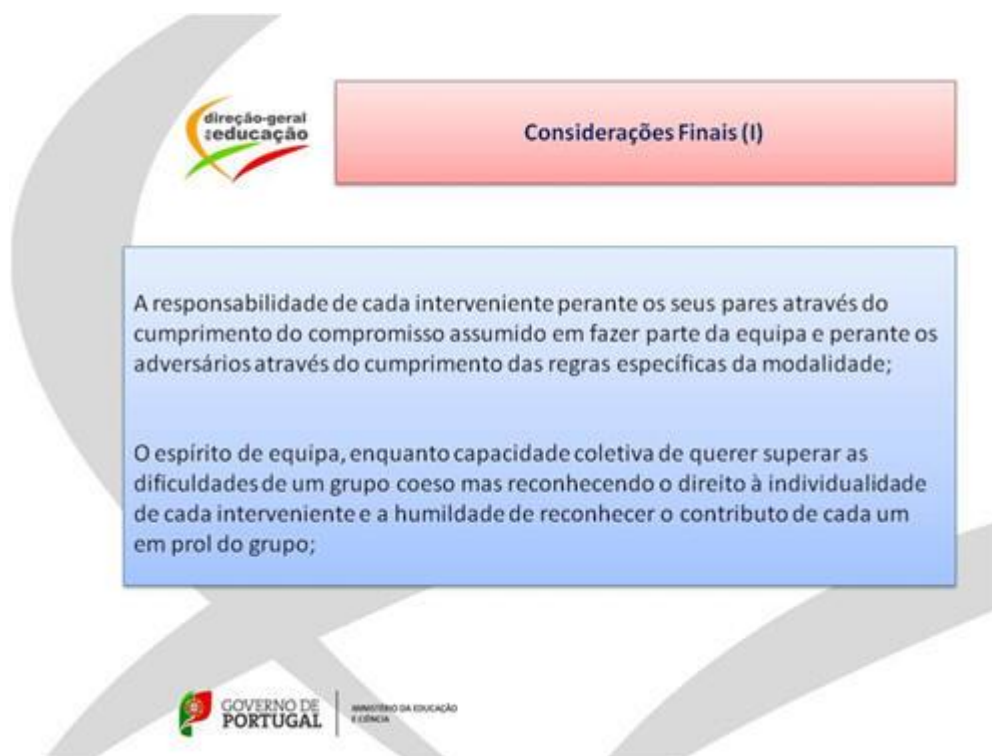 direção-geral
educação
Considerações Finais (I)
A responsabilidade de cada interveniente perante os seus pares através do
cumprimento do compromisso assumido em fazer parte da equipa e perante os
adversários através do cumprimento das regras específicas da modalidade;
O espírito de equipa, enquanto capacidade coletiva de querer superar as
dificuldades de um grupo coeso mas reconhecendo o direito à individualidade
de cada interveniente e a humildade de reconhecer o contributo de cada um
em prol do grupo;
GOVERNO DE
PORTUGAL
MINISTÉRIO DA EDUCAÇÃO
E CIÊNCIA